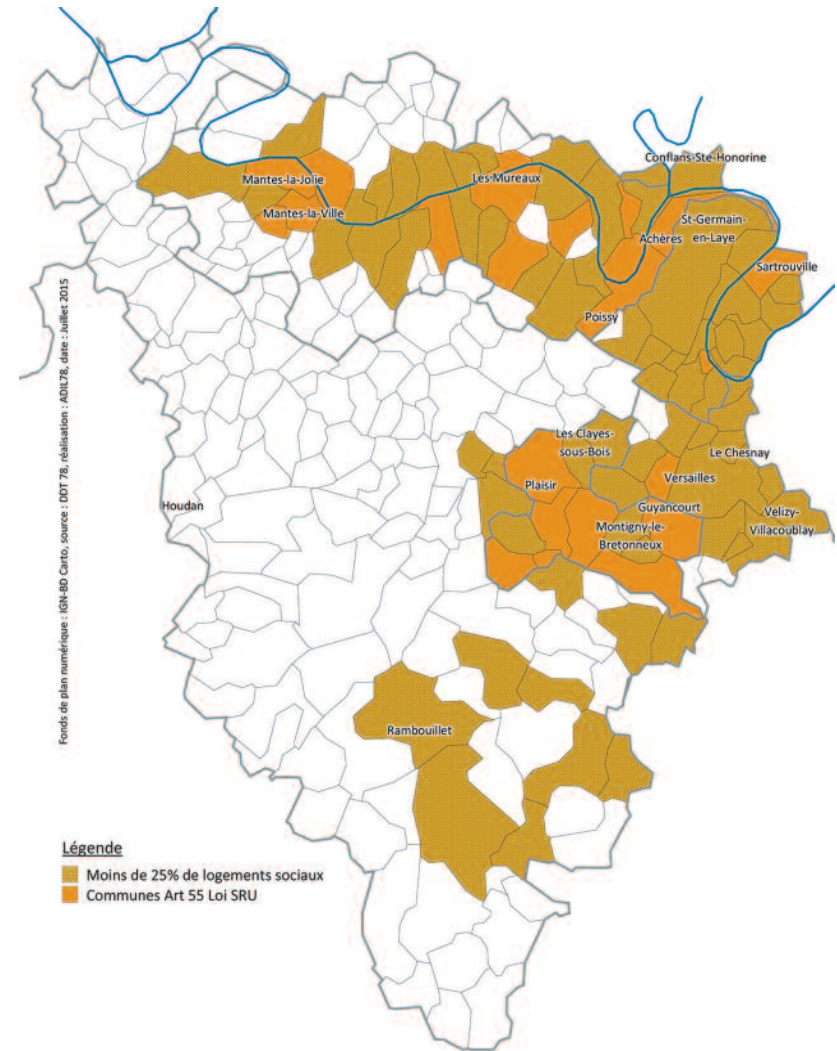 Conflans-Ste-Honorine
Les Mureaux
Mantes-la-Jolie
Mantes-la-Ville
St-Germain-
en-Laye
Achères
Sartrouville
Poissy
Les Clayes-
sous-Bois
Le Chesnay
Plaisir
Versailles
Houdan
Guyancourt
Velizy-
Villacoublay
Montigny-le-
Bretonneux
Rambouillet
Fonds de plan numérique : IGN-BD Carto, source : DDT 78, réalisation : ADIL78, date : Juillet 2015
Légende
Moins de 25% de logements sociaux
Communes Art 55 Loi SRU